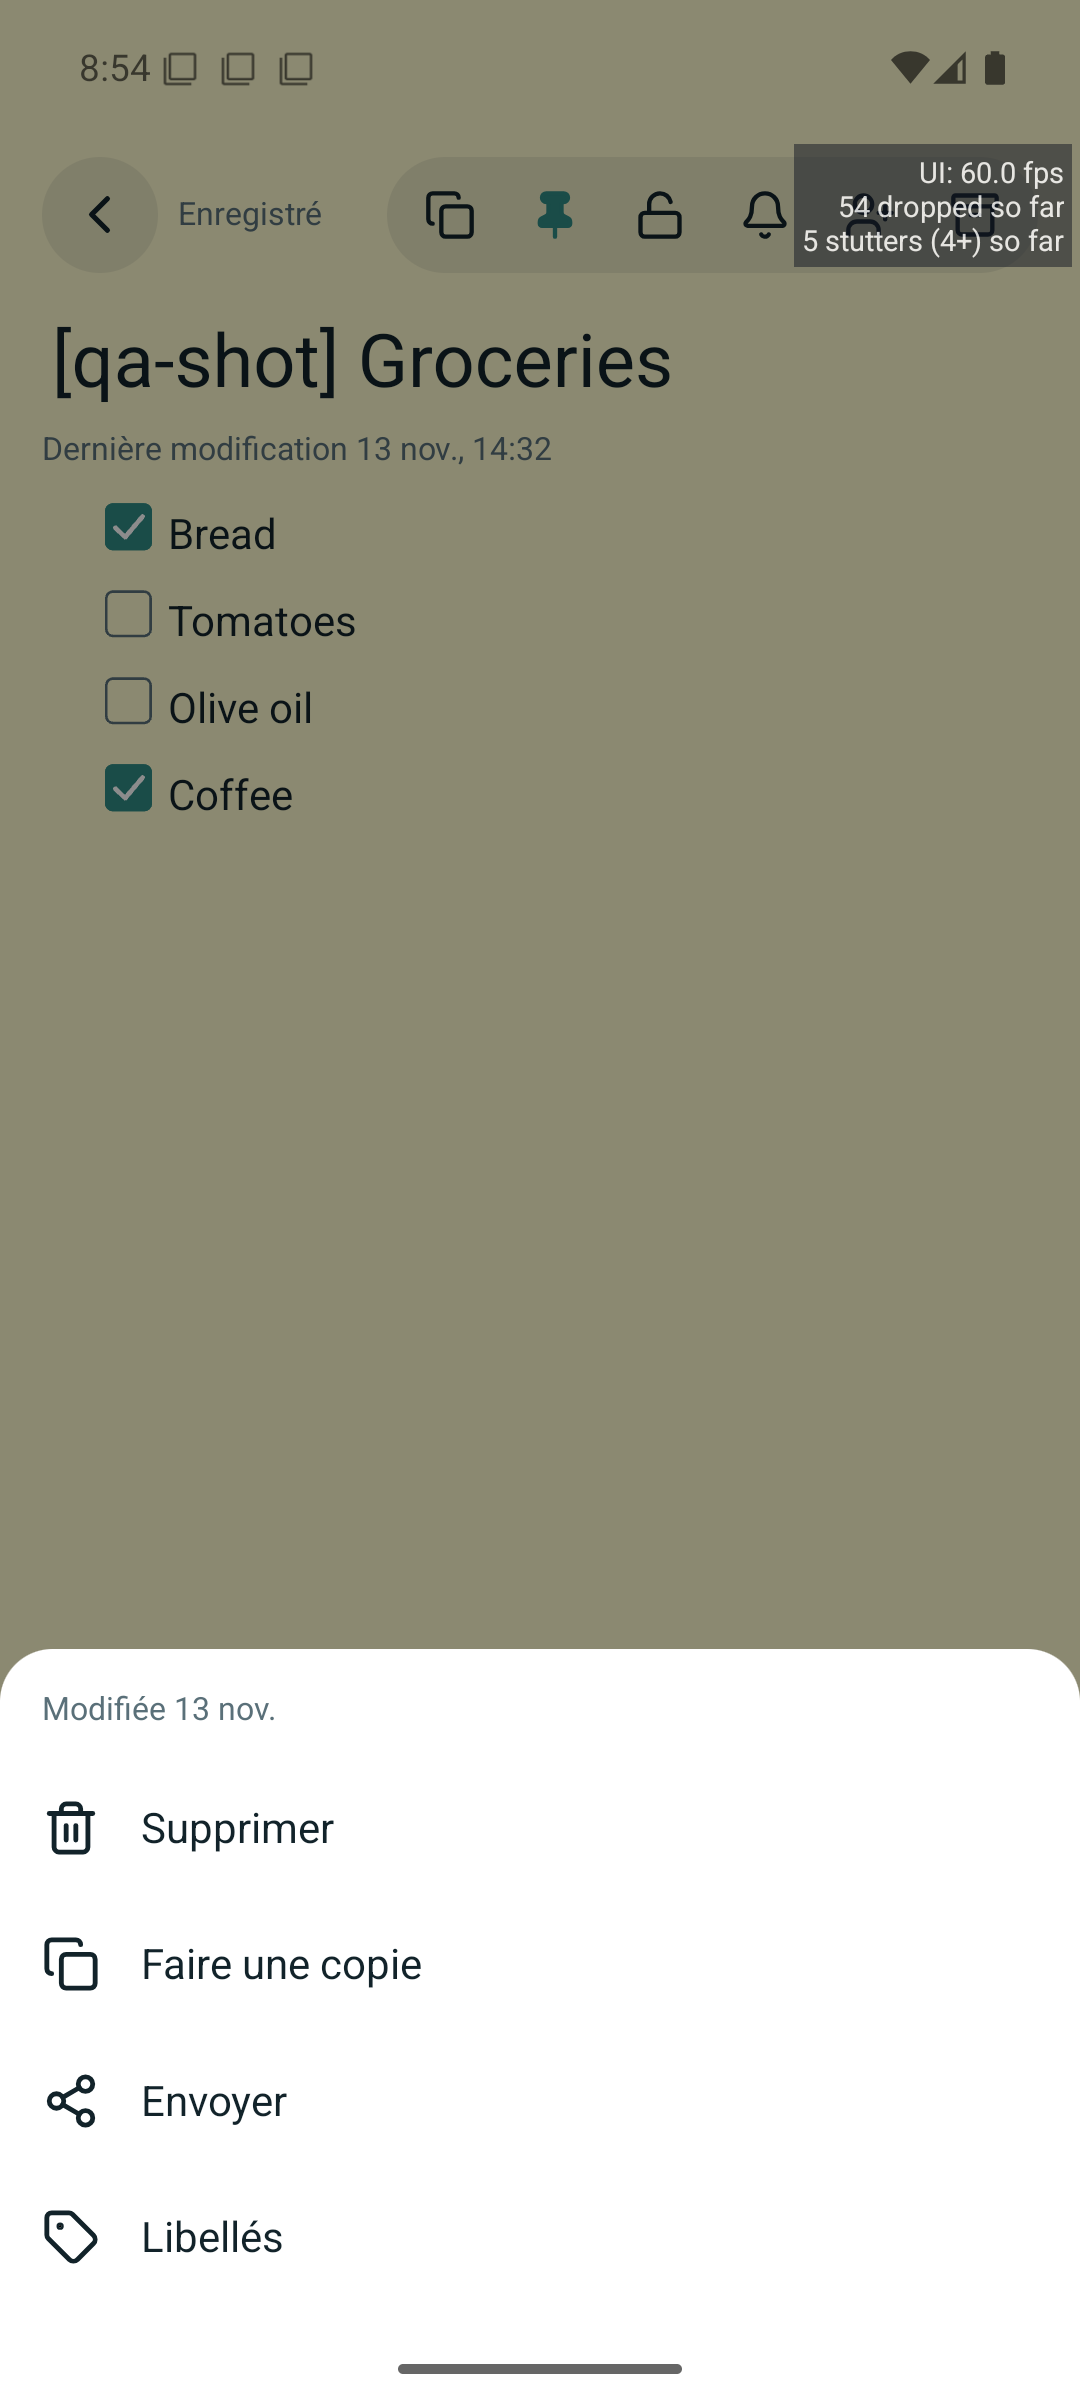 8:54
Enregistré
UI: 60.0 fps
54 dropped so far
5 stutters (4+) so far
[qa-shot] Groceries
Dernière modification 13 nov., 14:32
Bread
Tomatoes
Olive oil
Coffee
Modifiée 13 nov.
Supprimer
Faire une copie
Envoyer
Libellés